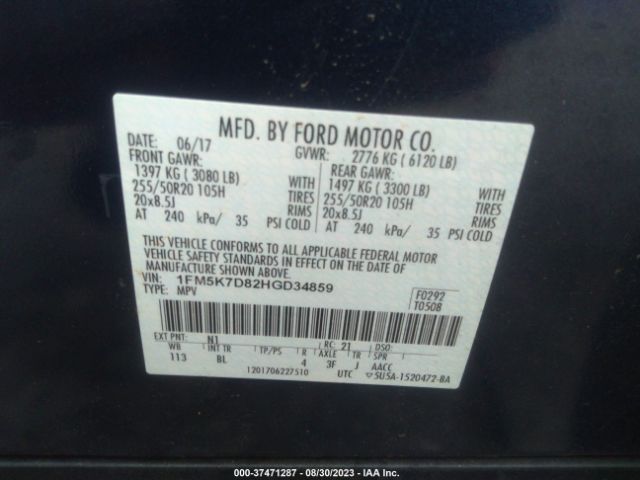 MFD. BY FORD MOTOR CO.
DATE: 06/17 GVWR: 2776 KG ( 6120 LB)
FRONT GAWR: REAR GAWR:
1397 KG ( 3080 LB) WITH 1497 KG ( 3300 LB) WITH
255/50R20 105H TIRES 255/50R20 105H TIRES
20x8.5J RIMS 20x8.5J RIMS
AT 240 kPa/ 35 PSI COLD AT 240 kPa/ 35 PSI COLD
THIS VEHICLE CONFORMS TO ALL APPLICABLE FEDERAL MOTOR
VEHICLE SAFETY STANDARDS IN EFFECT ON THE DATE OF
MANUFACTURE SHOWN ABOVE.
VIN: 1FM5K7D82HGD34859 F0292
TYPE: MPV T0508
EXT PNT: N1 RC: 21 DSO:
WB INT TR TP/PS R AXLE TR SPR
113 BL 4 3F J AACC
1201706227510 UTC ▽5U5A-1520472-BA
000-37471287 - 08/30/2023 - IAA Inc.